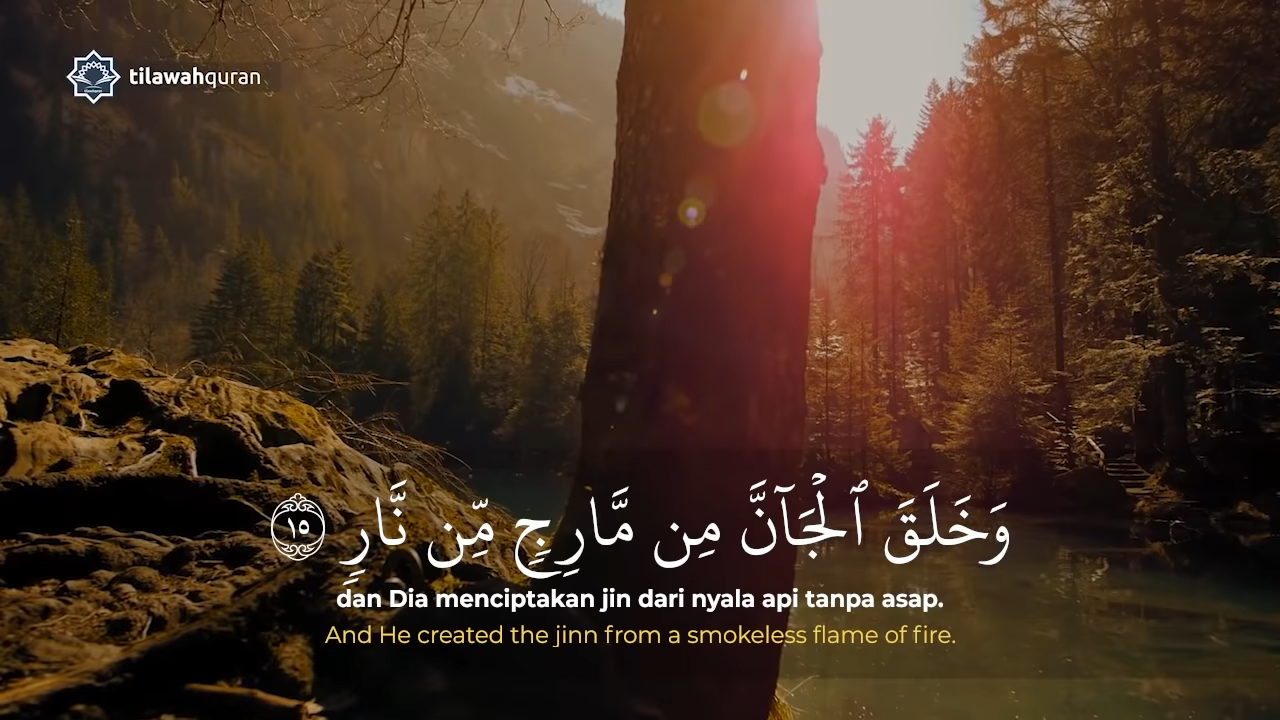 tilawahquran
وَخَلَقَ ٱلْجَآنَّ مِن مَّارِجٍ مِّن نَّارٍ ١٥
dan Dia menciptakan jin dari nyala api tanpa asap.
And He created the jinn from a smokeless flame of fire.